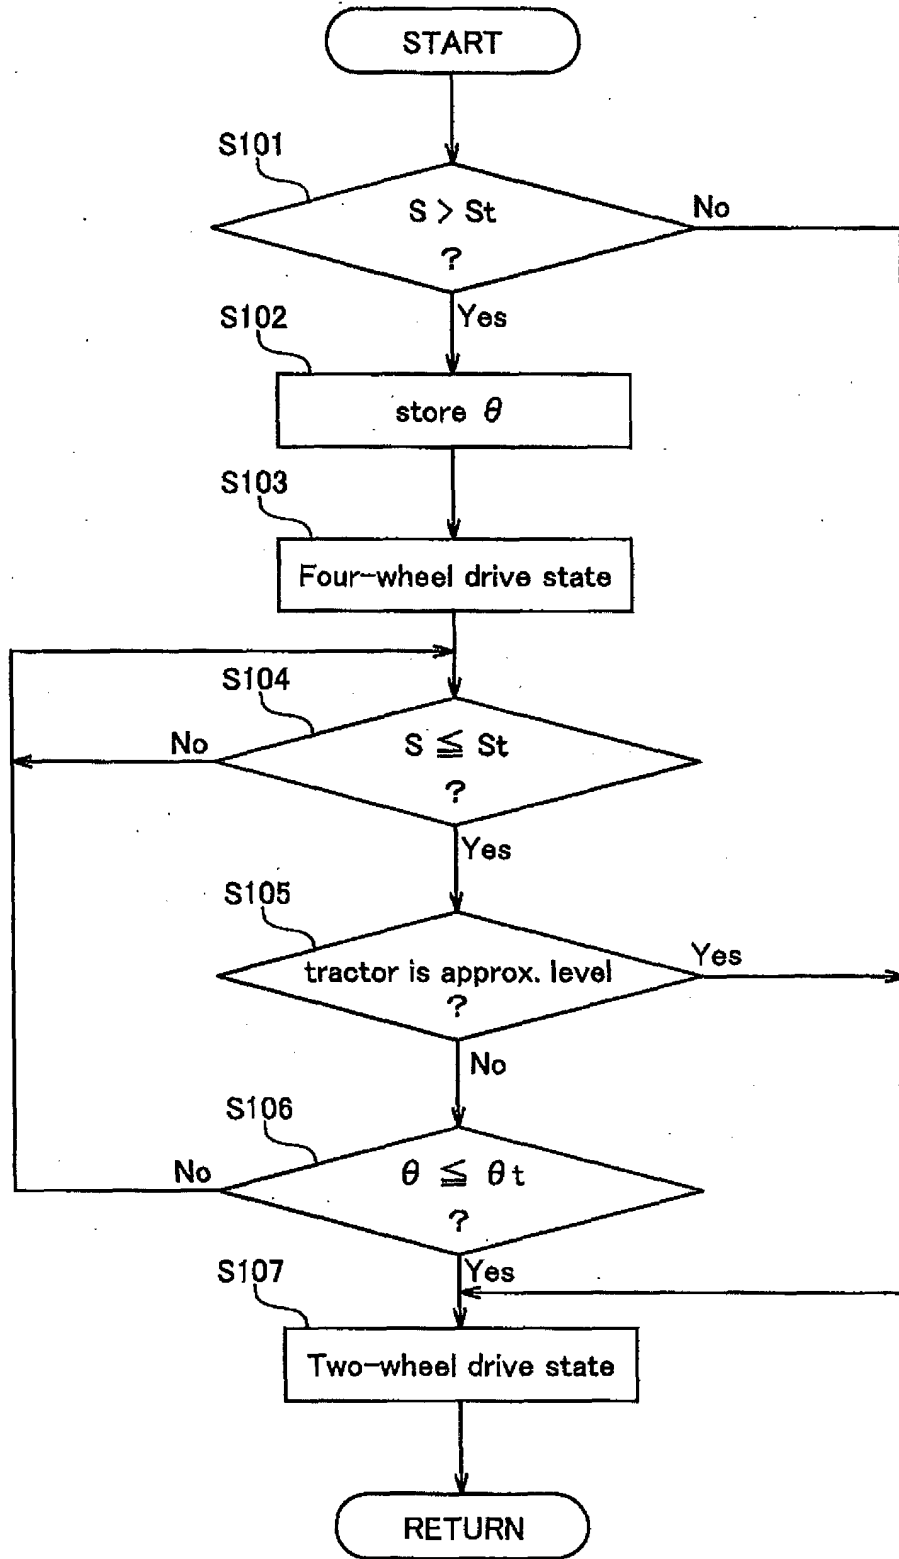 START
S101
S > St
?
No
Yes
S102
store θ
S103
Four-wheel drive state
S104
No
S ≦ St
?
Yes
S105
tractor is approx. level
?
Yes
No
S106
No
θ ≦ θt
?
Yes
S107
Two-wheel drive state
RETURN